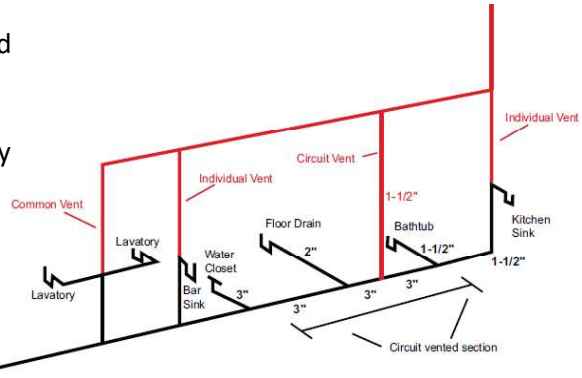 d
y
Individual Vent
Circuit Vent
Individual Vent
Common Vent
1-1/2"
Floor Drain
Bathtub
Kitchen
Sink
Lavatory
2"
1-1/2"
Water
Closet
1-1/2"
Lavatory
Bar
Sink
3"
3"
3"
3"
Circuit vented section